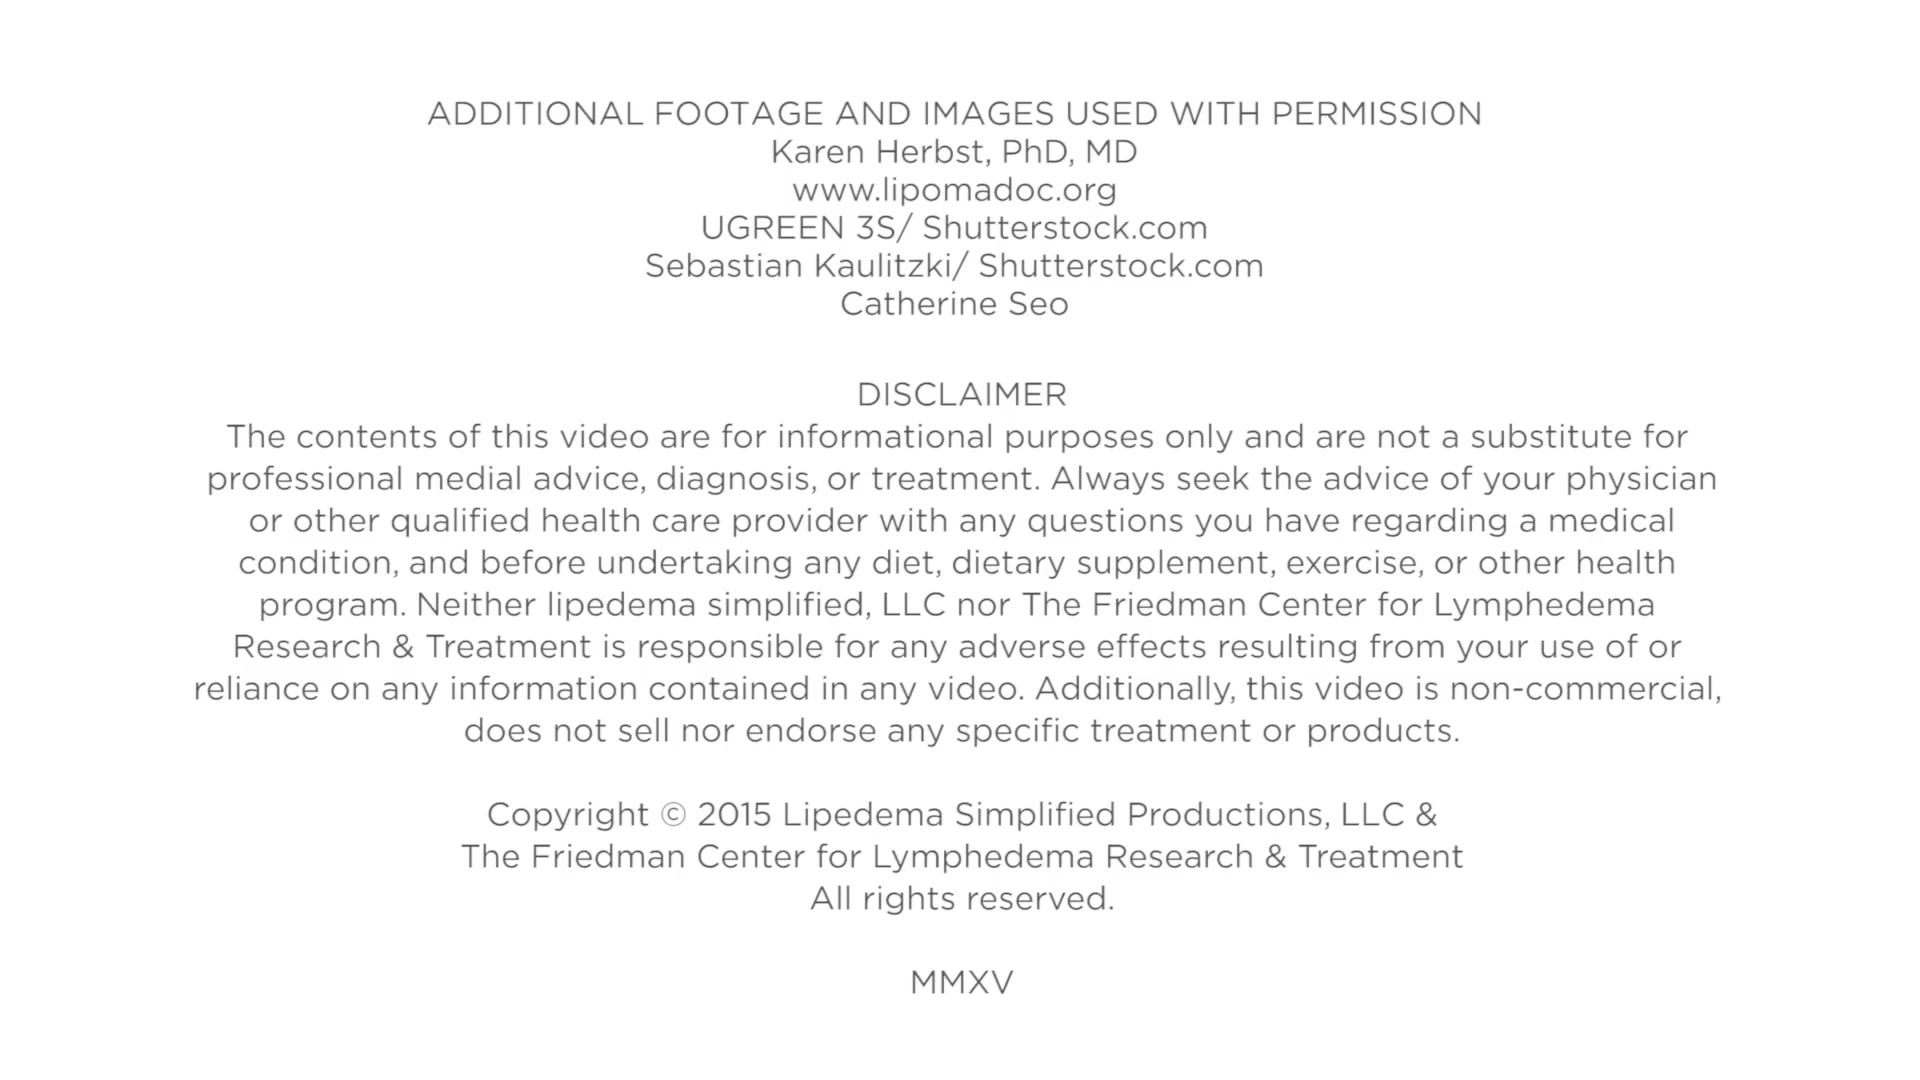 ADDITIONAL FOOTAGE AND IMAGES USED WITH PERMISSION
Karen Herbst, PhD, MD
www.lipomadoc.org
UGREEN 3S/ Shutterstock.com
Sebastian Kaulitzki/ Shutterstock.com
Catherine Seo
DISCLAIMER
The contents of this video are for informational purposes only and are not a substitute for
professional medial advice, diagnosis, or treatment. Always seek the advice of your physician
or other qualified health care provider with any questions you have regarding a medical
condition, and before undertaking any diet, dietary supplement, exercise, or other health
program. Neither lipedema simplified, LLC nor The Friedman Center for Lymphedema
Research & Treatment is responsible for any adverse effects resulting from your use of or
reliance on any information contained in any video. Additionally, this video is non-commercial,
does not sell nor endorse any specific treatment or products.
Copyright © 2015 Lipedema Simplified Productions, LLC &
The Friedman Center for Lymphedema Research & Treatment
All rights reserved.
MMXV